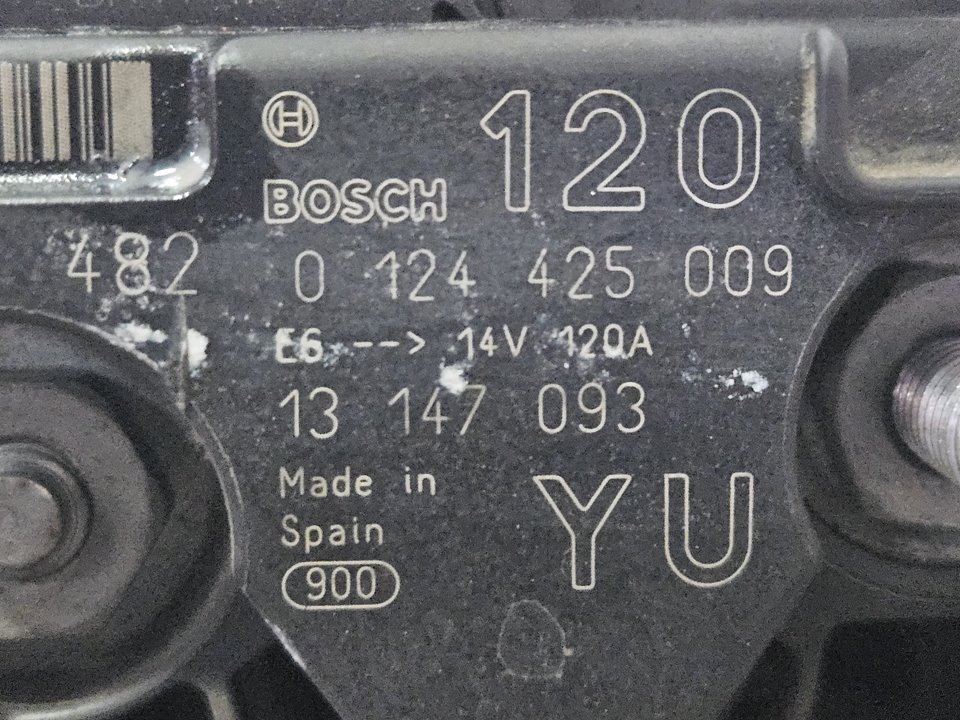 120
BOSCH
482 0 124 425 009
E6 --> 14V 120A
13 147 093
Made in
Spain
YU
900